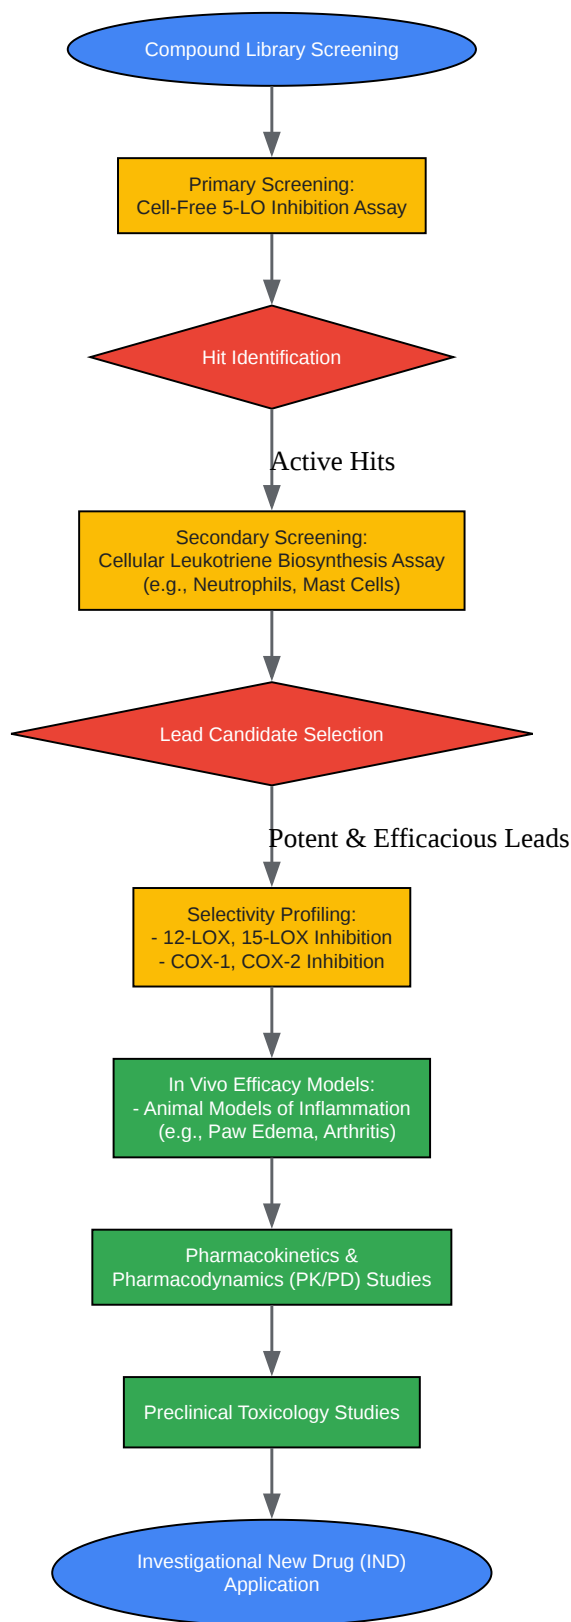 Compound Library Screening
Primary Screening:
Cell-Free 5-LO Inhibition Assay
Hit Identification
Active Hits
Secondary Screening:
Cellular Leukotriene Biosynthesis Assay
(e.g., Neutrophils, Mast Cells)
Lead Candidate Selection
Potent & Efficacious Leads
Selectivity Profiling:
- 12-LOX, 15-LOX Inhibition
- COX-1, COX-2 Inhibition
In Vivo Efficacy Models:
- Animal Models of Inflammation
(e.g., Paw Edema, Arthritis)
Pharmacokinetics &
Pharmacodynamics (PK/PD) Studies
Preclinical Toxicology Studies
Investigational New Drug (IND)
Application